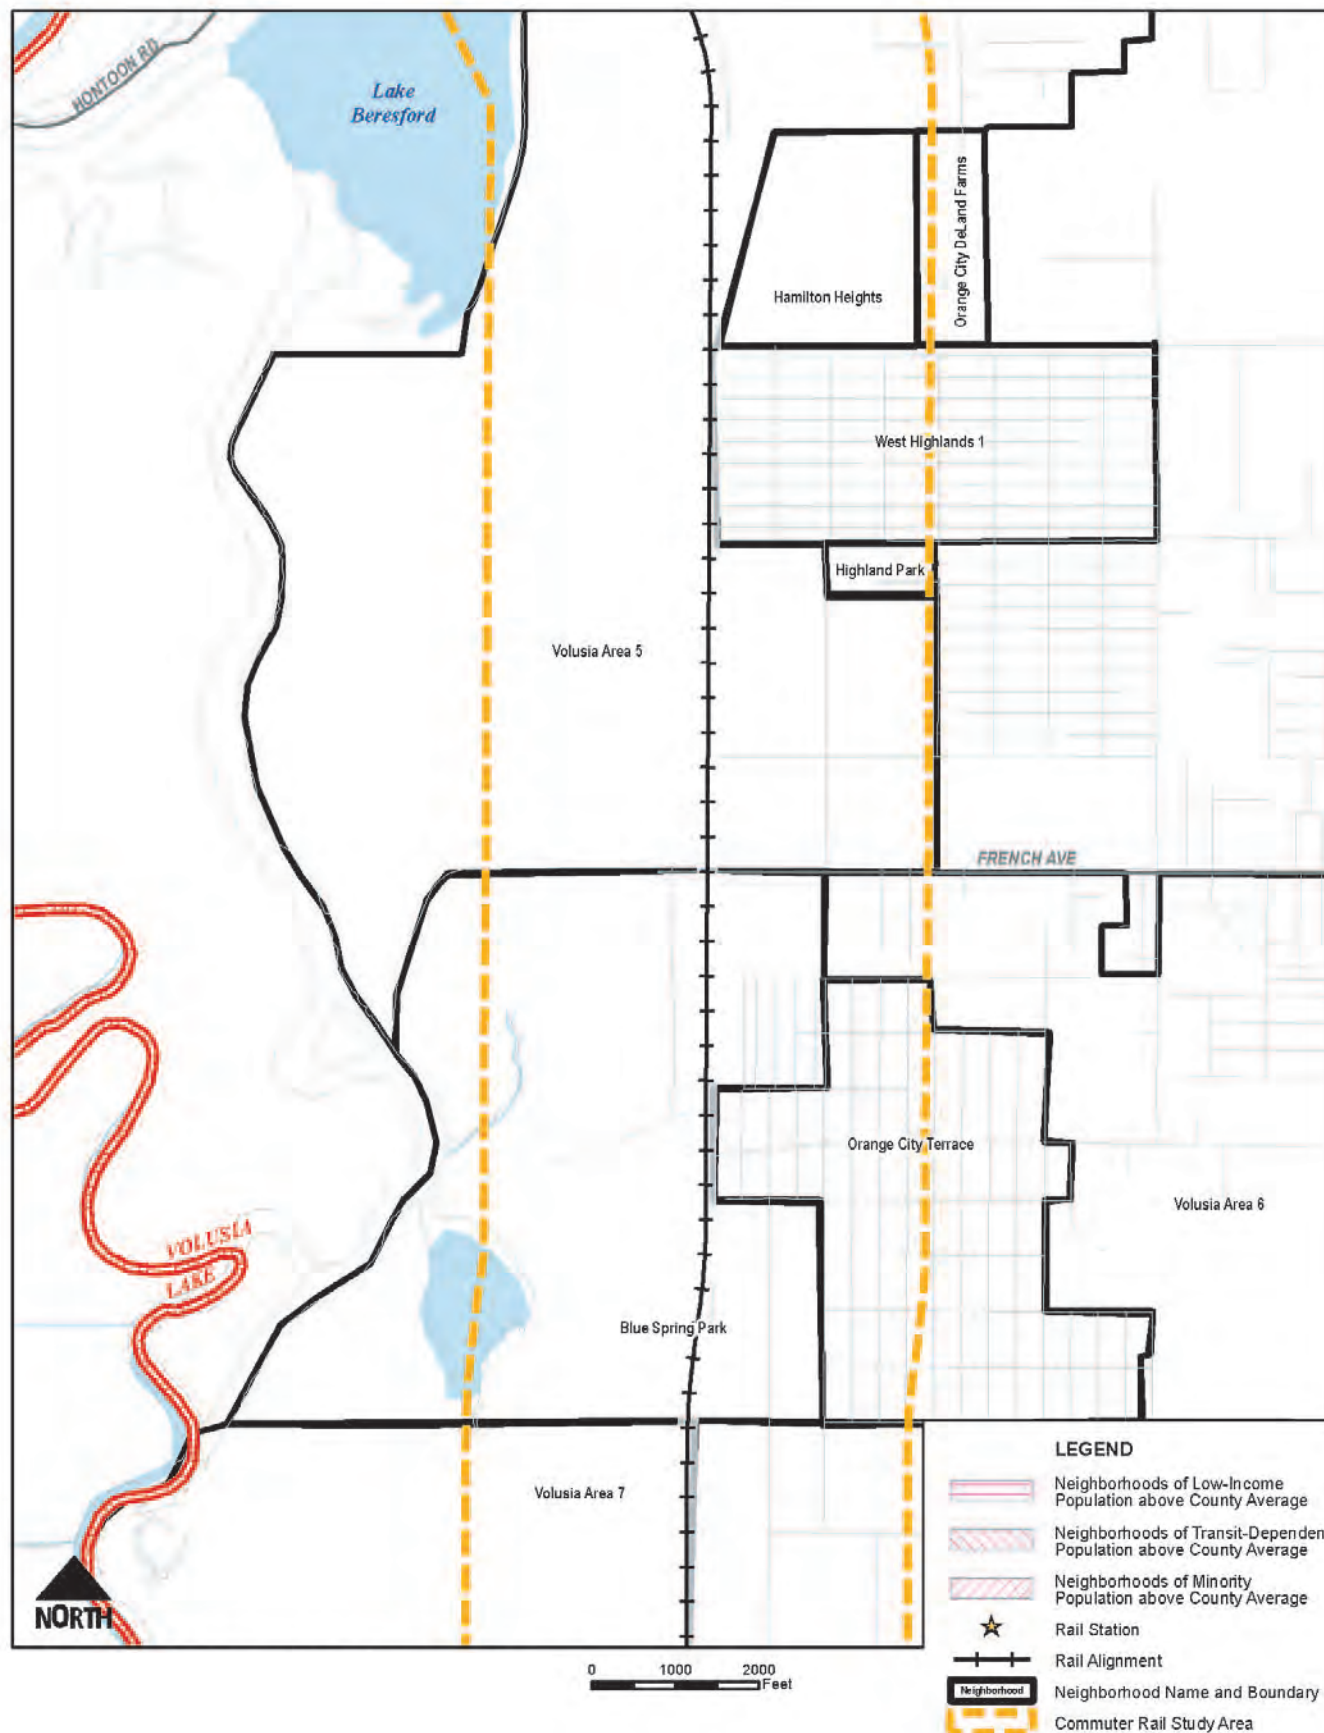 HONTOON RD
Lake
Beresford
Orange City DeLand Farms
Hamilton Heights
West Highlands 1
Highland Park
Volusia Area 5
FRENCH AVE
Orange City Terrace
Volusia Area 6
VOLUSIA
LAKE
Blue Spring Park
Volusia Area 7
NORTH
0 1000 2000
Feet
LEGEND
Neighborhoods of Low-Income
Population above County Average
Neighborhoods of Transit-Dependen
Population above County Average
Neighborhoods of Minority
Population above County Average
Rail Station
Rail Alignment
Neighborhood
Neighborhood Name and Boundary
Commuter Rail Study Area